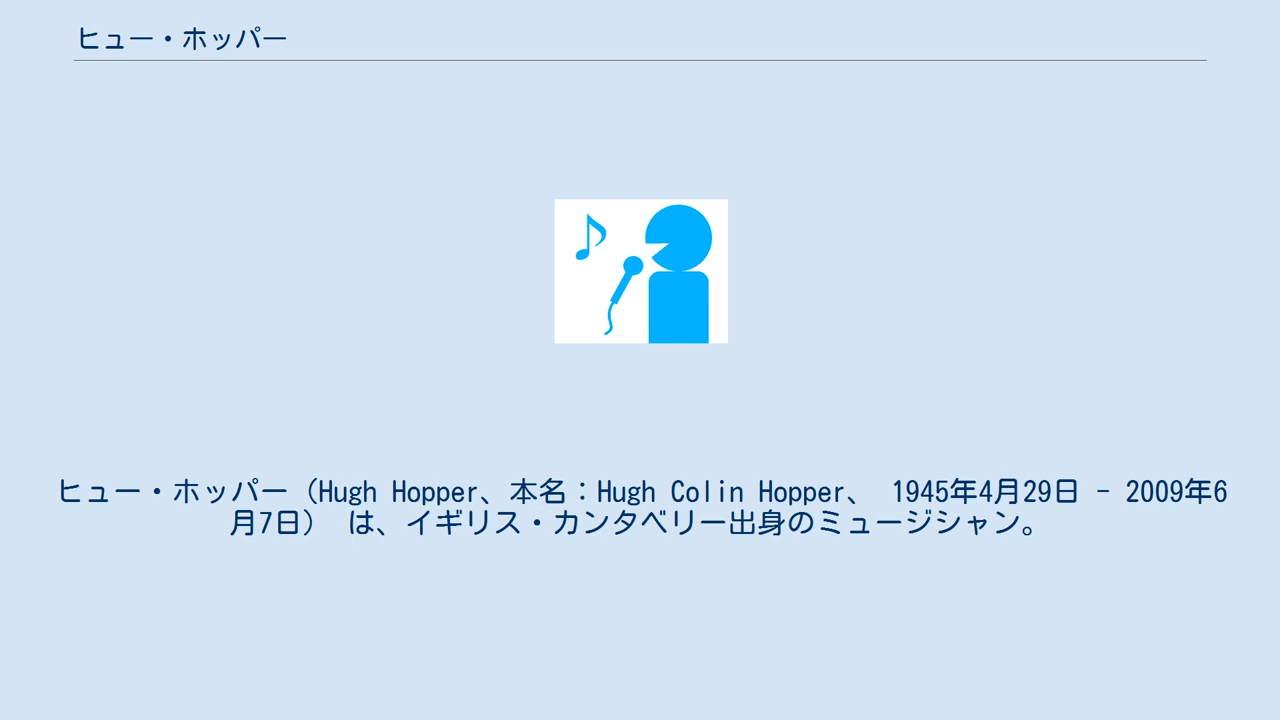 ヒュー・ホッパー
ヒュー・ホッパー（Hugh Hopper、本名：Hugh Colin Hopper、 1945年4月29日 - 2009年6
月7日） は、イギリス・カンタベリー出身のミュージシャン。